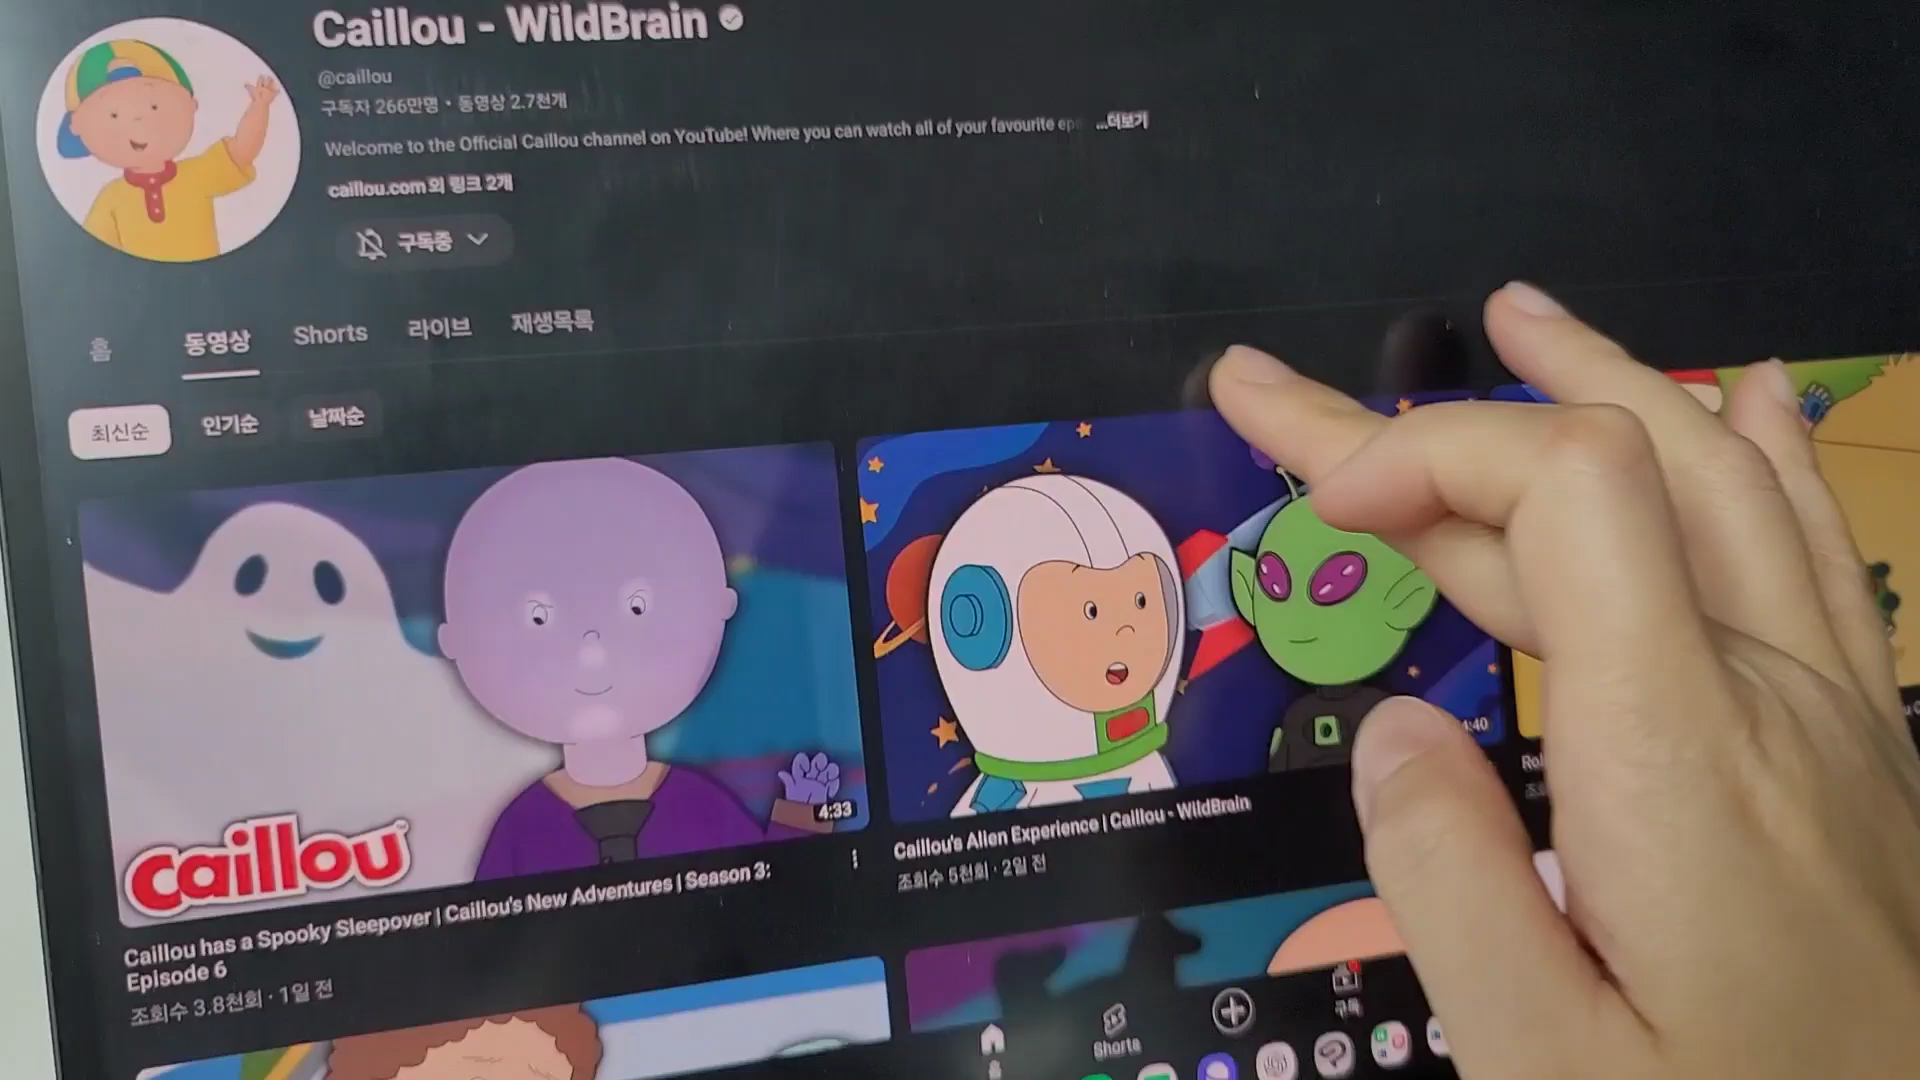 Caillou - WildBrain
@caillou
구독자 266만명 • 동영상 2.7천개
Welcome to the Official Caillou channel on YouTube! Where you can watch all of your favourite ...더보기
caillou.com 외 링크 2개
구독중
홈 동영상 Shorts 라이브 재생목록
최신순 인기순 날짜순
caillou
4:33
:40
Caillou has a Spooky Sleepover | Caillou's New Adventures | Season 3:
Episode 6
조회수 3.8천회 · 1일 전
Caillou's Alien Experience | Caillou - WildBrain
조회수 5천회 · 2일 전
홈
Shorts
구독